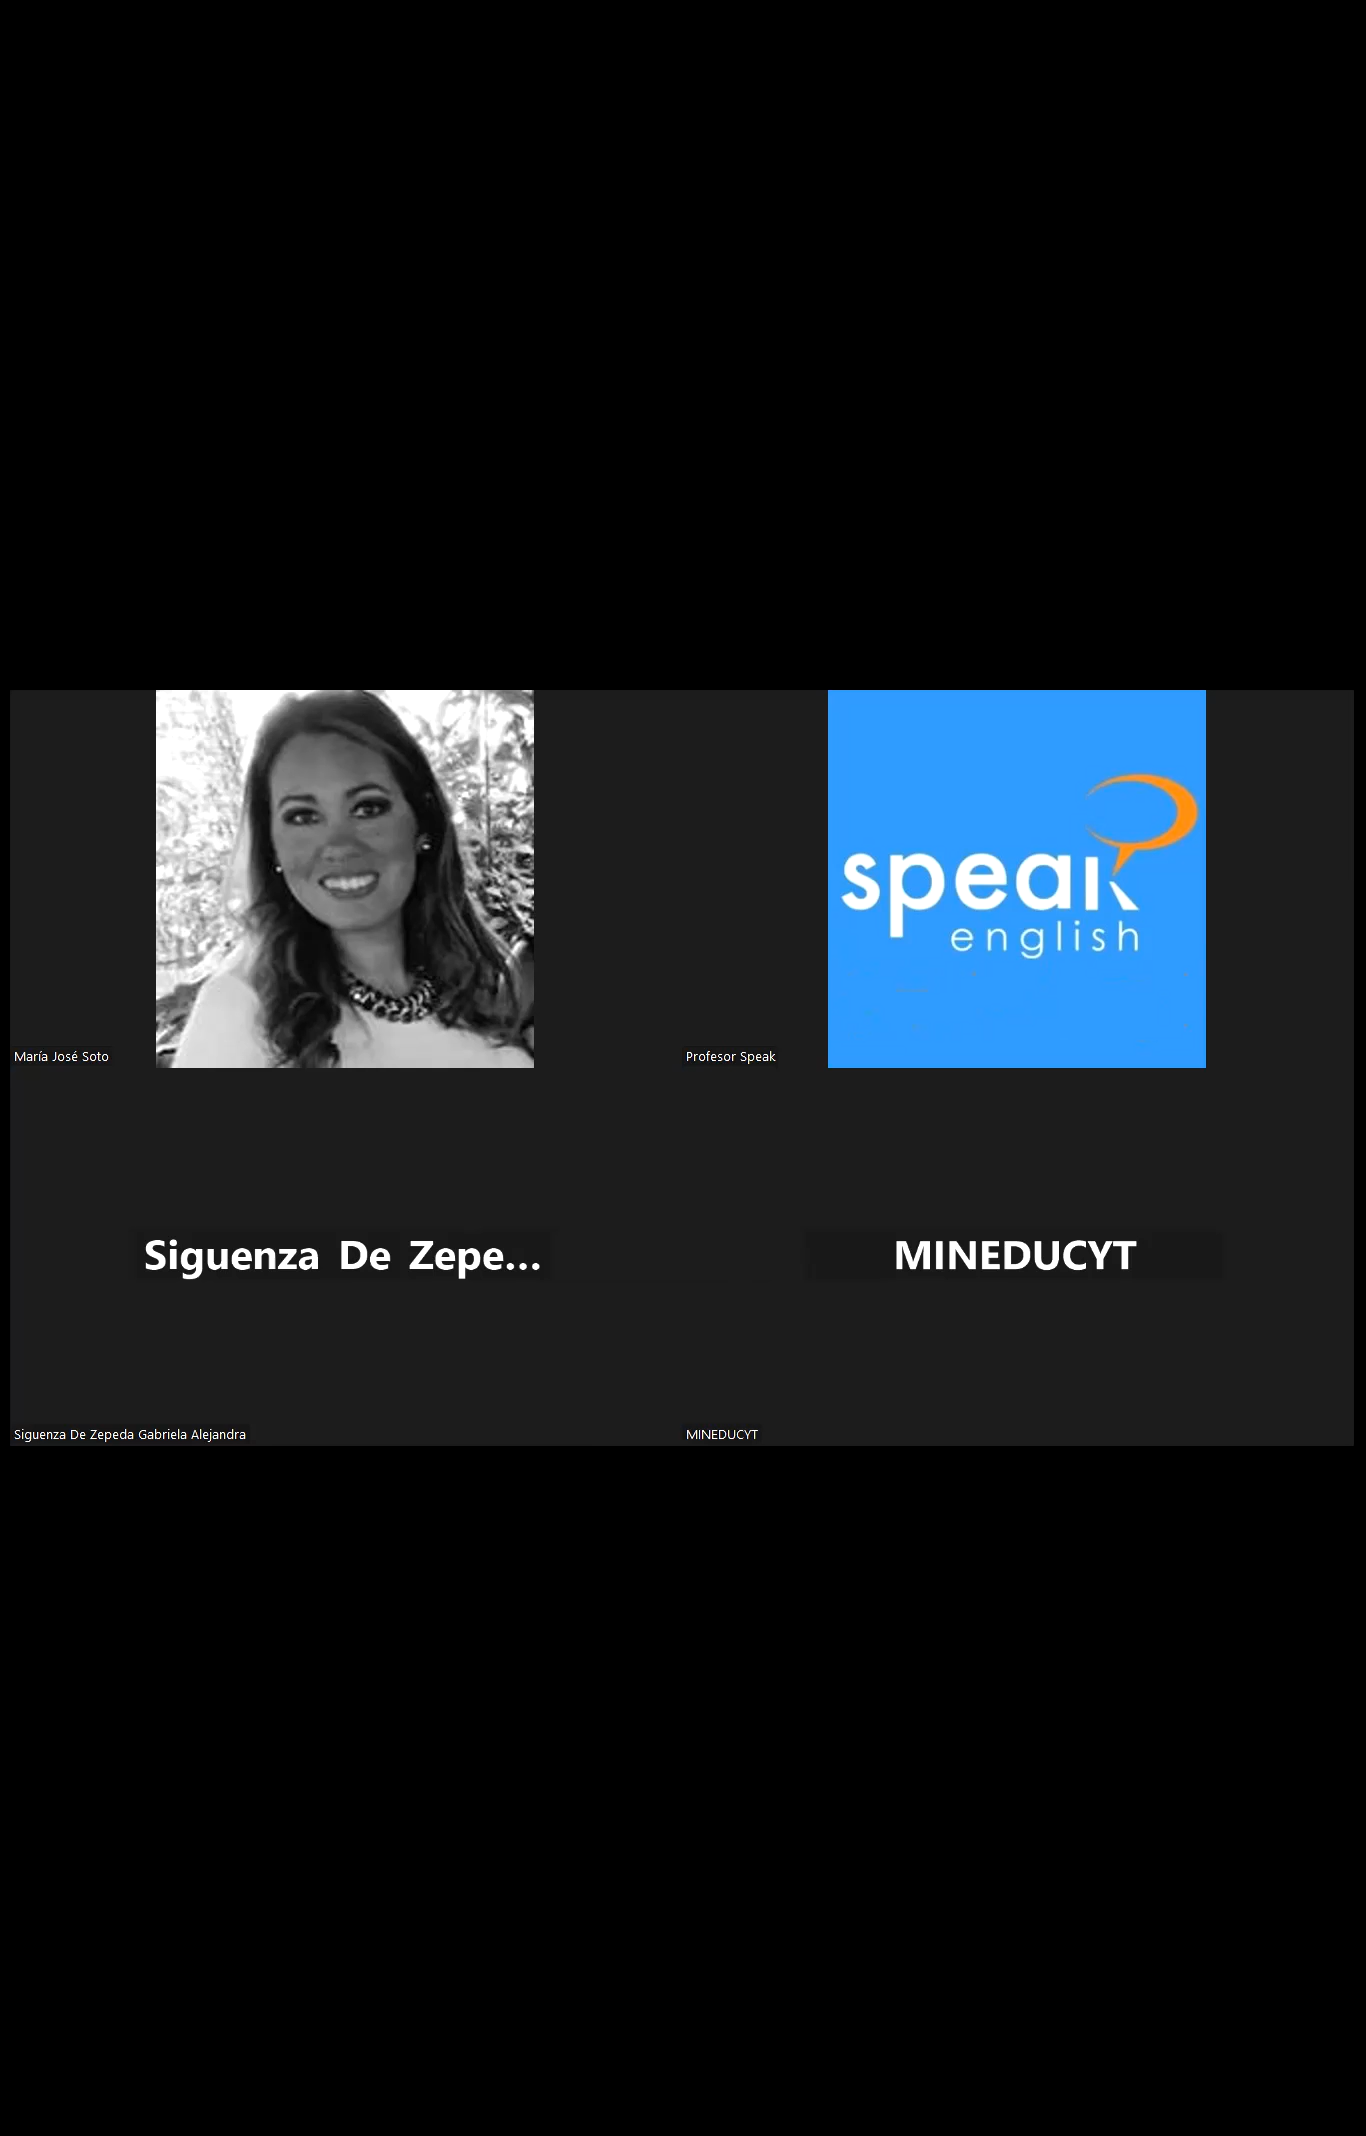 speak
english
María José Soto
Profesor Speak
Siguenza De Zepe...
MINEDUCYT
Siguenza De Zepeda Gabriela Alejandra
MINEDUCYT